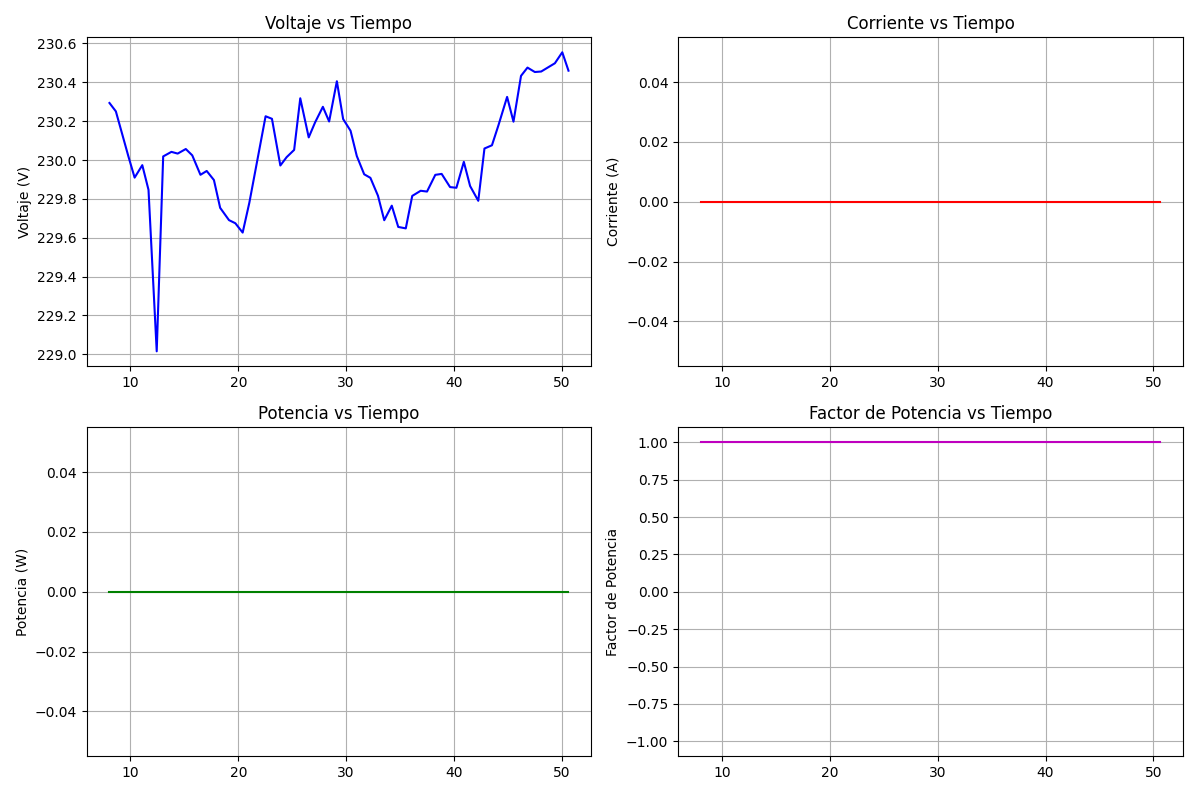 Voltaje vs Tiempo
230.6
230.4
230.2
230.0
229.8
229.6
229.4
229.2
229.0
Voltaje (V)
10 20 30 40 50
Corriente vs Tiempo
0.04
0.02
0.00
−0.02
−0.04
Corriente (A)
10 20 30 40 50
Potencia vs Tiempo
0.04
0.02
0.00
−0.02
−0.04
Potencia (W)
10 20 30 40 50
Factor de Potencia vs Tiempo
1.00
0.75
0.50
0.25
0.00
−0.25
−0.50
−0.75
−1.00
Factor de Potencia
10 20 30 40 50